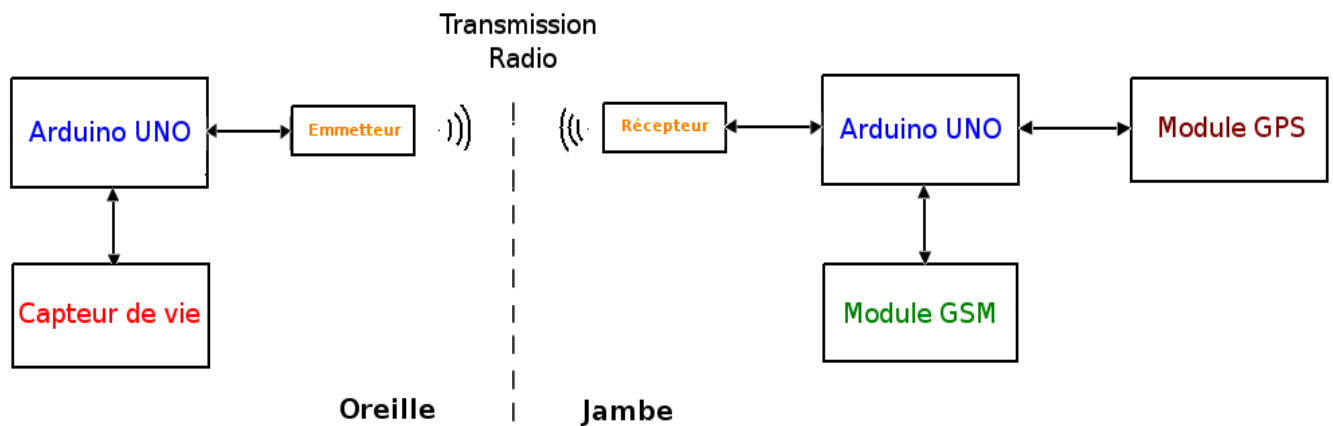 Transmission
Radio
Arduino UNO
Emmetteur
Récepteur
Arduino UNO
Module GPS
Capteur de vie
Module GSM
Oreille
Jambe